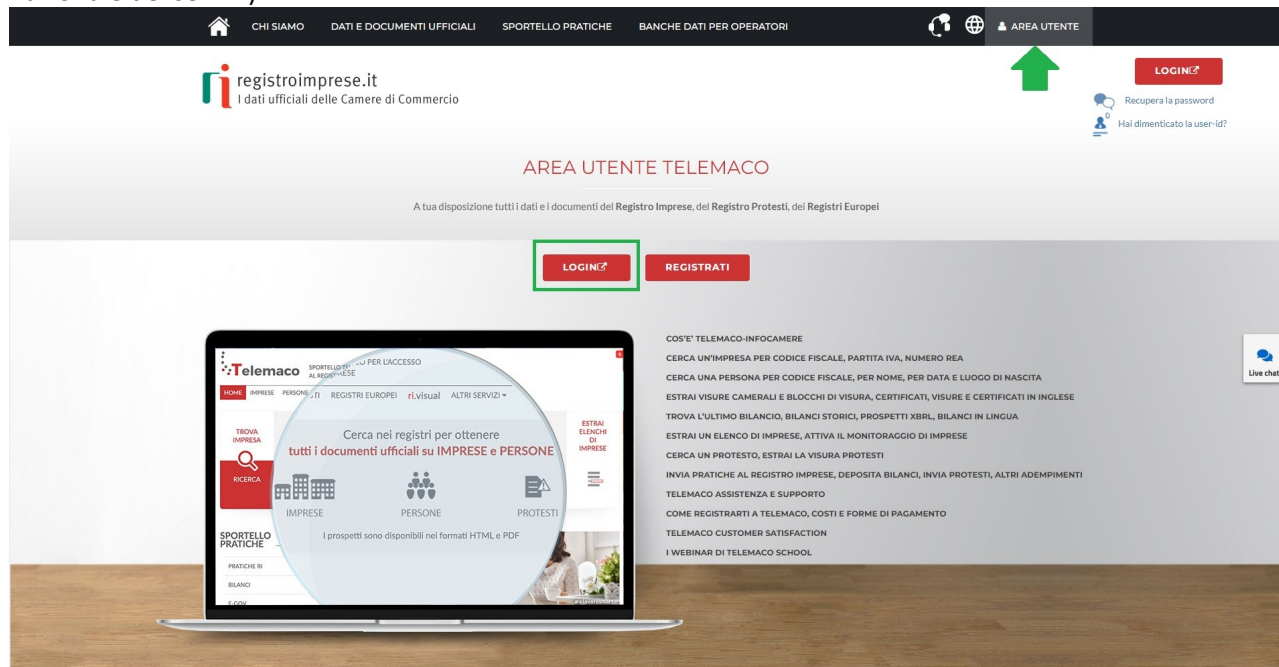 CHI SIAMO
DATI E DOCUMENTI UFFICIALI
SPORTELLO PRATICHE
BANCHE DATI PER OPERATORI
AREA UTENTE
registroimprese.it
I dati ufficiali delle Camere di Commercio
LOGIN
Recupera la password
Hai dimenticato la user-id?
AREA UTENTE TELEMACO
A tua disposizione tutti i dati e i documenti del Registro Imprese, del Registro Protesti, dei Registri Europei
LOGIN
REGISTRATI
Telemaco
PER L'ACCESSO
HOME
IMPRESE
REGISTRI EUROPEI
ri.visual
ALTRI SERVIZI
TROVA
IMPRESA
RICERCA
Cerca nei registri per ottenere
tutti i documenti ufficiali su IMPRESE e PERSONE
IMPRESE
PERSONE
PROTESTI
I prospetti sono disponibili nei formati HTML e PDF
ESTRAI
ELENCHI
DI
IMPRESE
SPORTELLO
PRATICHE
PRATICHE RI
BILANCI
E-GOV
COS'E' TELEMACO-INFOCAMERE
CERCA UN'IMPRESA PER CODICE FISCALE, PARTITA IVA, NUMERO REA
CERCA UNA PERSONA PER CODICE FISCALE, PER NOME, PER DATA E LUOGO DI NASCITA
ESTRAI VISURE CAMERALI E BLOCCHI DI VISURA, CERTIFICATI, VISURE E CERTIFICATI IN INGLESE
TROVA L'ULTIMO BILANCIO, BILANCI STORICI, PROSPETTI XBRL, BILANCI IN LINGUA
ESTRAI UN ELENCO DI IMPRESE, ATTIVA IL MONITORAGGIO DI IMPRESE
CERCA UN PROTESTO, ESTRAI LA VISURA PROTESTI
INVIA PRATICHE AL REGISTRO IMPRESE, DEPOSITA BILANCI, INVIA PROTESTI, ALTRI ADEMPIMENTI
TELEMACO ASSISTENZA E SUPPORTO
COME REGISTRARTI A TELEMACO, COSTI E FORME DI PAGAMENTO
TELEMACO CUSTOMER SATISFACTION
I WEBINAR DI TELEMACO SCHOOL
Live chat